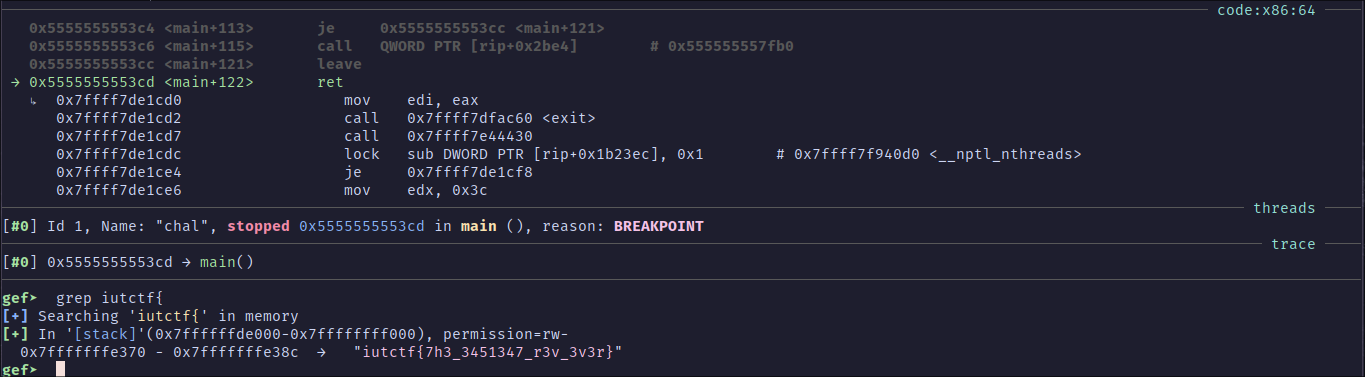 code:x86:64
0x5555555553c4 <main+113> je 0x5555555553cc <main+121>
0x5555555553c6 <main+115> call QWORD PTR [rip+0x2be4] # 0x555555557fb0
0x5555555553cc <main+121> leave
→ 0x5555555553cd <main+122> ret
↳ 0x7ffff7de1cd0 mov edi, eax
0x7ffff7de1cd2 call 0x7ffff7dfac60 <exit>
0x7ffff7de1cd7 call 0x7ffff7e44430
0x7ffff7de1cdc lock sub DWORD PTR [rip+0x1b23ec], 0x1 # 0x7ffff7f940d0 <__nptl_nthreads>
0x7ffff7de1ce4 je 0x7ffff7de1cf8
0x7ffff7de1ce6 mov edx, 0x3c
threads
[#0] Id 1, Name: "chal", stopped 0x5555555553cd in main (), reason: BREAKPOINT
trace
[#0] 0x5555555553cd → main()
gef➤ grep iutctf{
[+] Searching 'iutctf{' in memory
[+] In '[stack]'(0x7ffffffde000-0x7ffffffff000), permission=rw-
0x7fffffffe370 - 0x7fffffffe38c → "iutctf{7h3_3451347_r3v_3v3r}"
gef➤